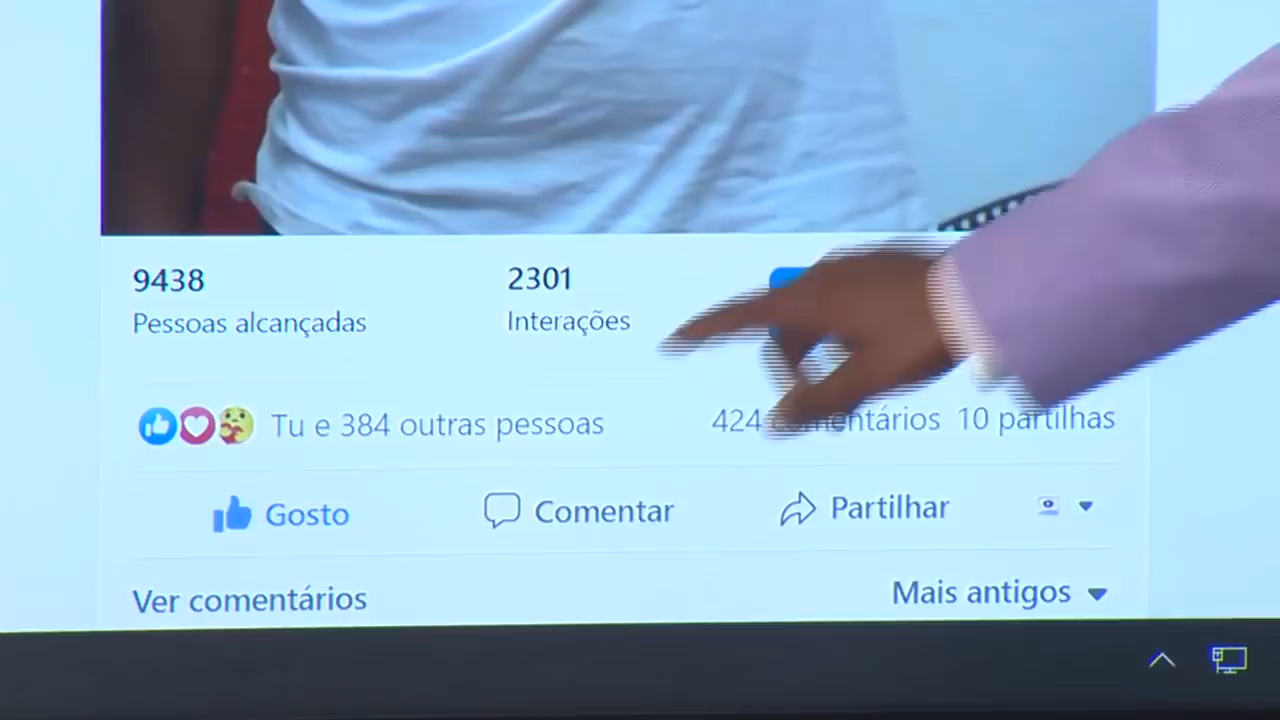 9438
2301
Pessoas alcançadas
Interações
Tu e 384 outras pessoas
424 comentários 10 partilhas
Gosto
Comentar
Partilhar
Ver comentários
Mais antigos